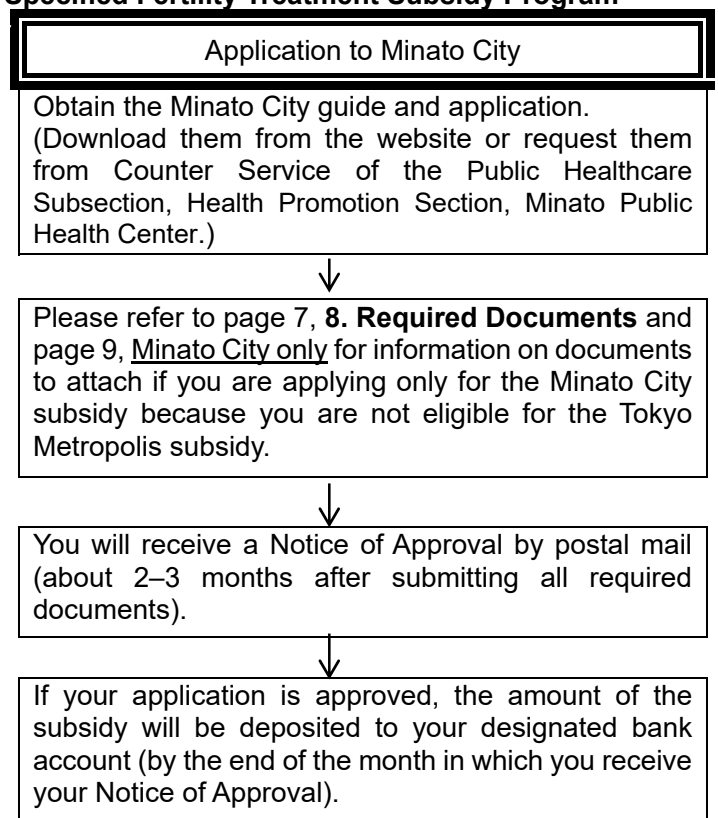 Specified Fertility Treatment Subsidy Program
Application to Minato City
Obtain the Minato City guide and application.
(Download them from the website or request them
from Counter Service of the Public Healthcare
Subsection, Health Promotion Section, Minato Public
Health Center.)
Please refer to page 7, 8. Required Documents and
page 9, Minato City only for information on documents
to attach if you are applying only for the Minato City
subsidy because you are not eligible for the Tokyo
Metropolis subsidy.
You will receive a Notice of Approval by postal mail
(about 2–3 months after submitting all required
documents).
If your application is approved, the amount of the
subsidy will be deposited to your designated bank
account (by the end of the month in which you receive
your Notice of Approval).